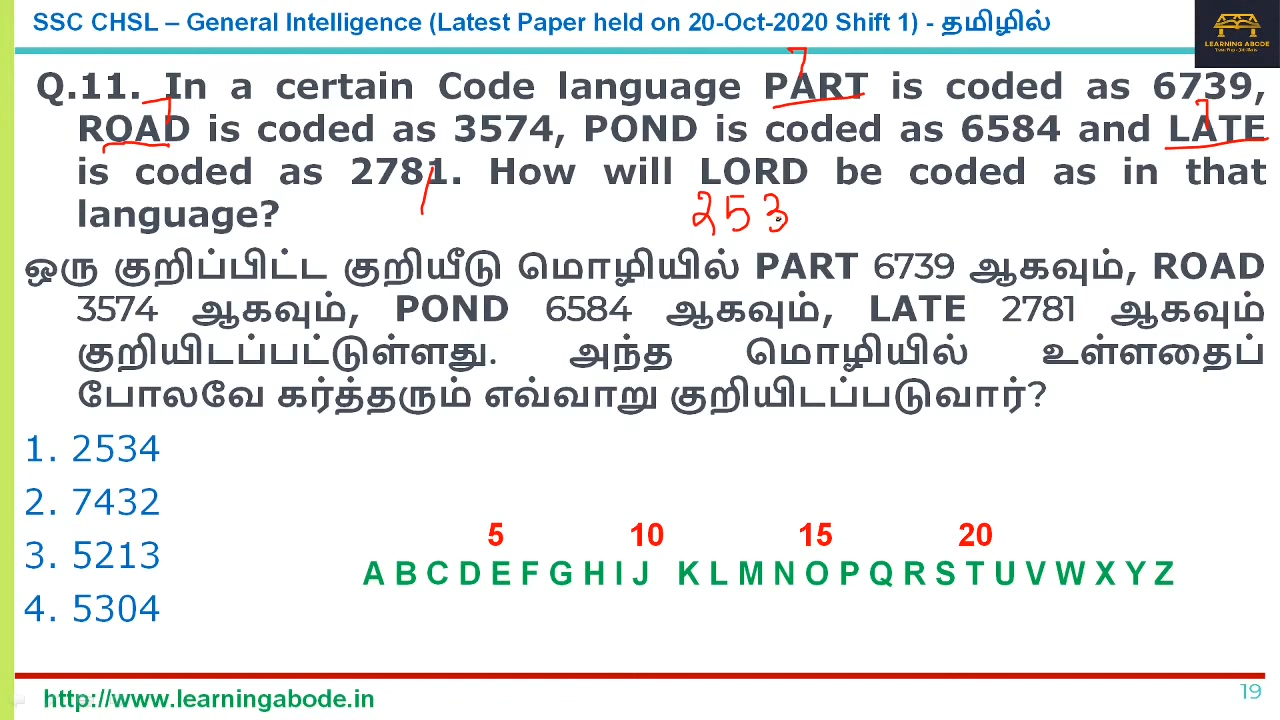 SSC CHSL – General Intelligence (Latest Paper held on 20-Oct-2020 Shift 1) - தமிழில்
LEARNING ABODE
Q.11. In a certain Code language PART is coded as 6739,
ROAD is coded as 3574, POND is coded as 6584 and LATE
is coded as 2781. How will LORD be coded as in that
language?
7
7
7
253
ஒரு குறிப்பிட்ட குறியீடு மொழியில் PART 6739 ஆகவும், ROAD
3574 ஆகவும், POND 6584 ஆகவும், LATE 2781 ஆகவும்
குறியிடப்பட்டுள்ளது. அந்த மொழியில் உள்ளதைப்
போலவே கர்த்தரும் எவ்வாறு குறியிடப்படுவார்?
1. 2534
2. 7432
3. 5213
4. 5304
5 10 15 20
A B C D E F G H I J K L M N O P Q R S T U V W X Y Z
http://www.learningabode.in
19